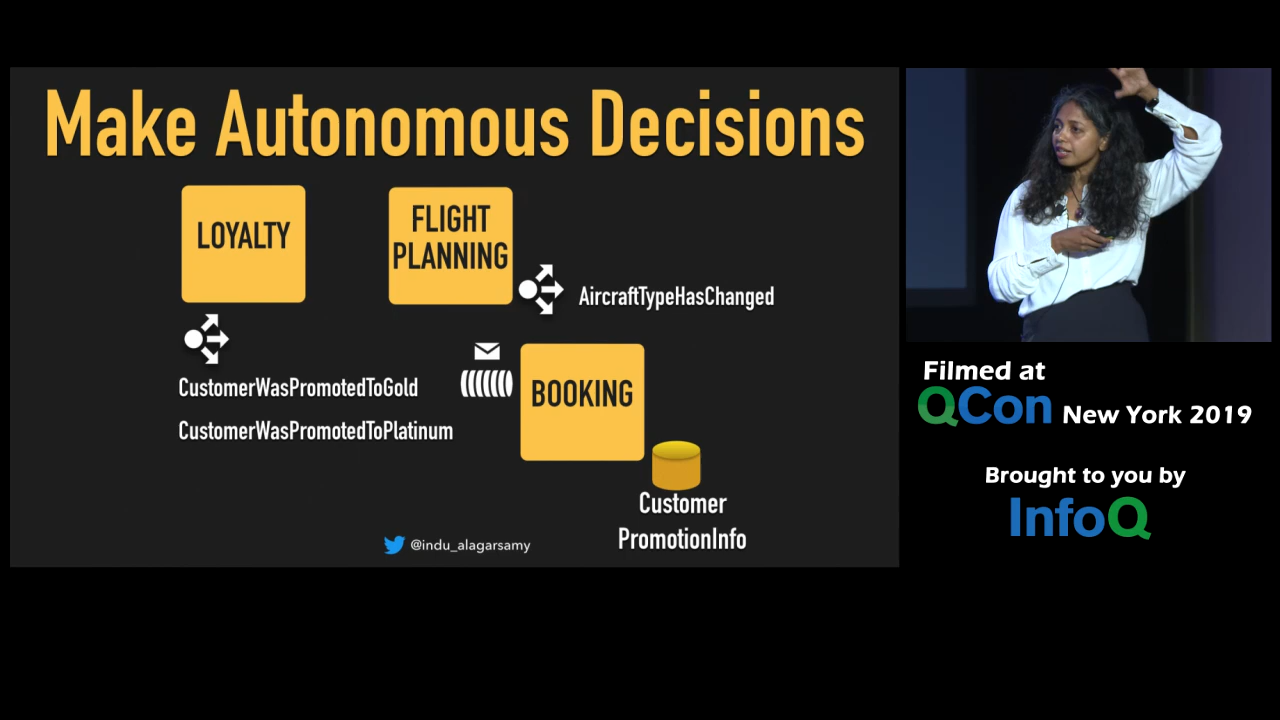 Make Autonomous Decisions
LOYALTY
FLIGHT
PLANNING
AircraftTypeHasChanged
CustomerWasPromotedToGold
CustomerWasPromotedToPlatinum
BOOKING
Customer
PromotionInfo
@indu_alagarsamy
Filmed at
QCon New York 2019
Brought to you by
InfoQ